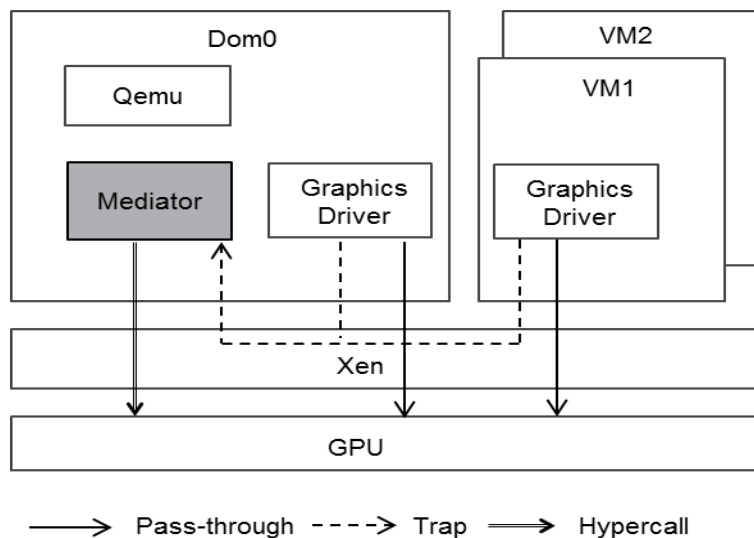 Dom0
VM2
VM1
Qemu
Mediator
Graphics
Driver
Graphics
Driver
Xen
GPU
Pass-through
Trap
Hypercall